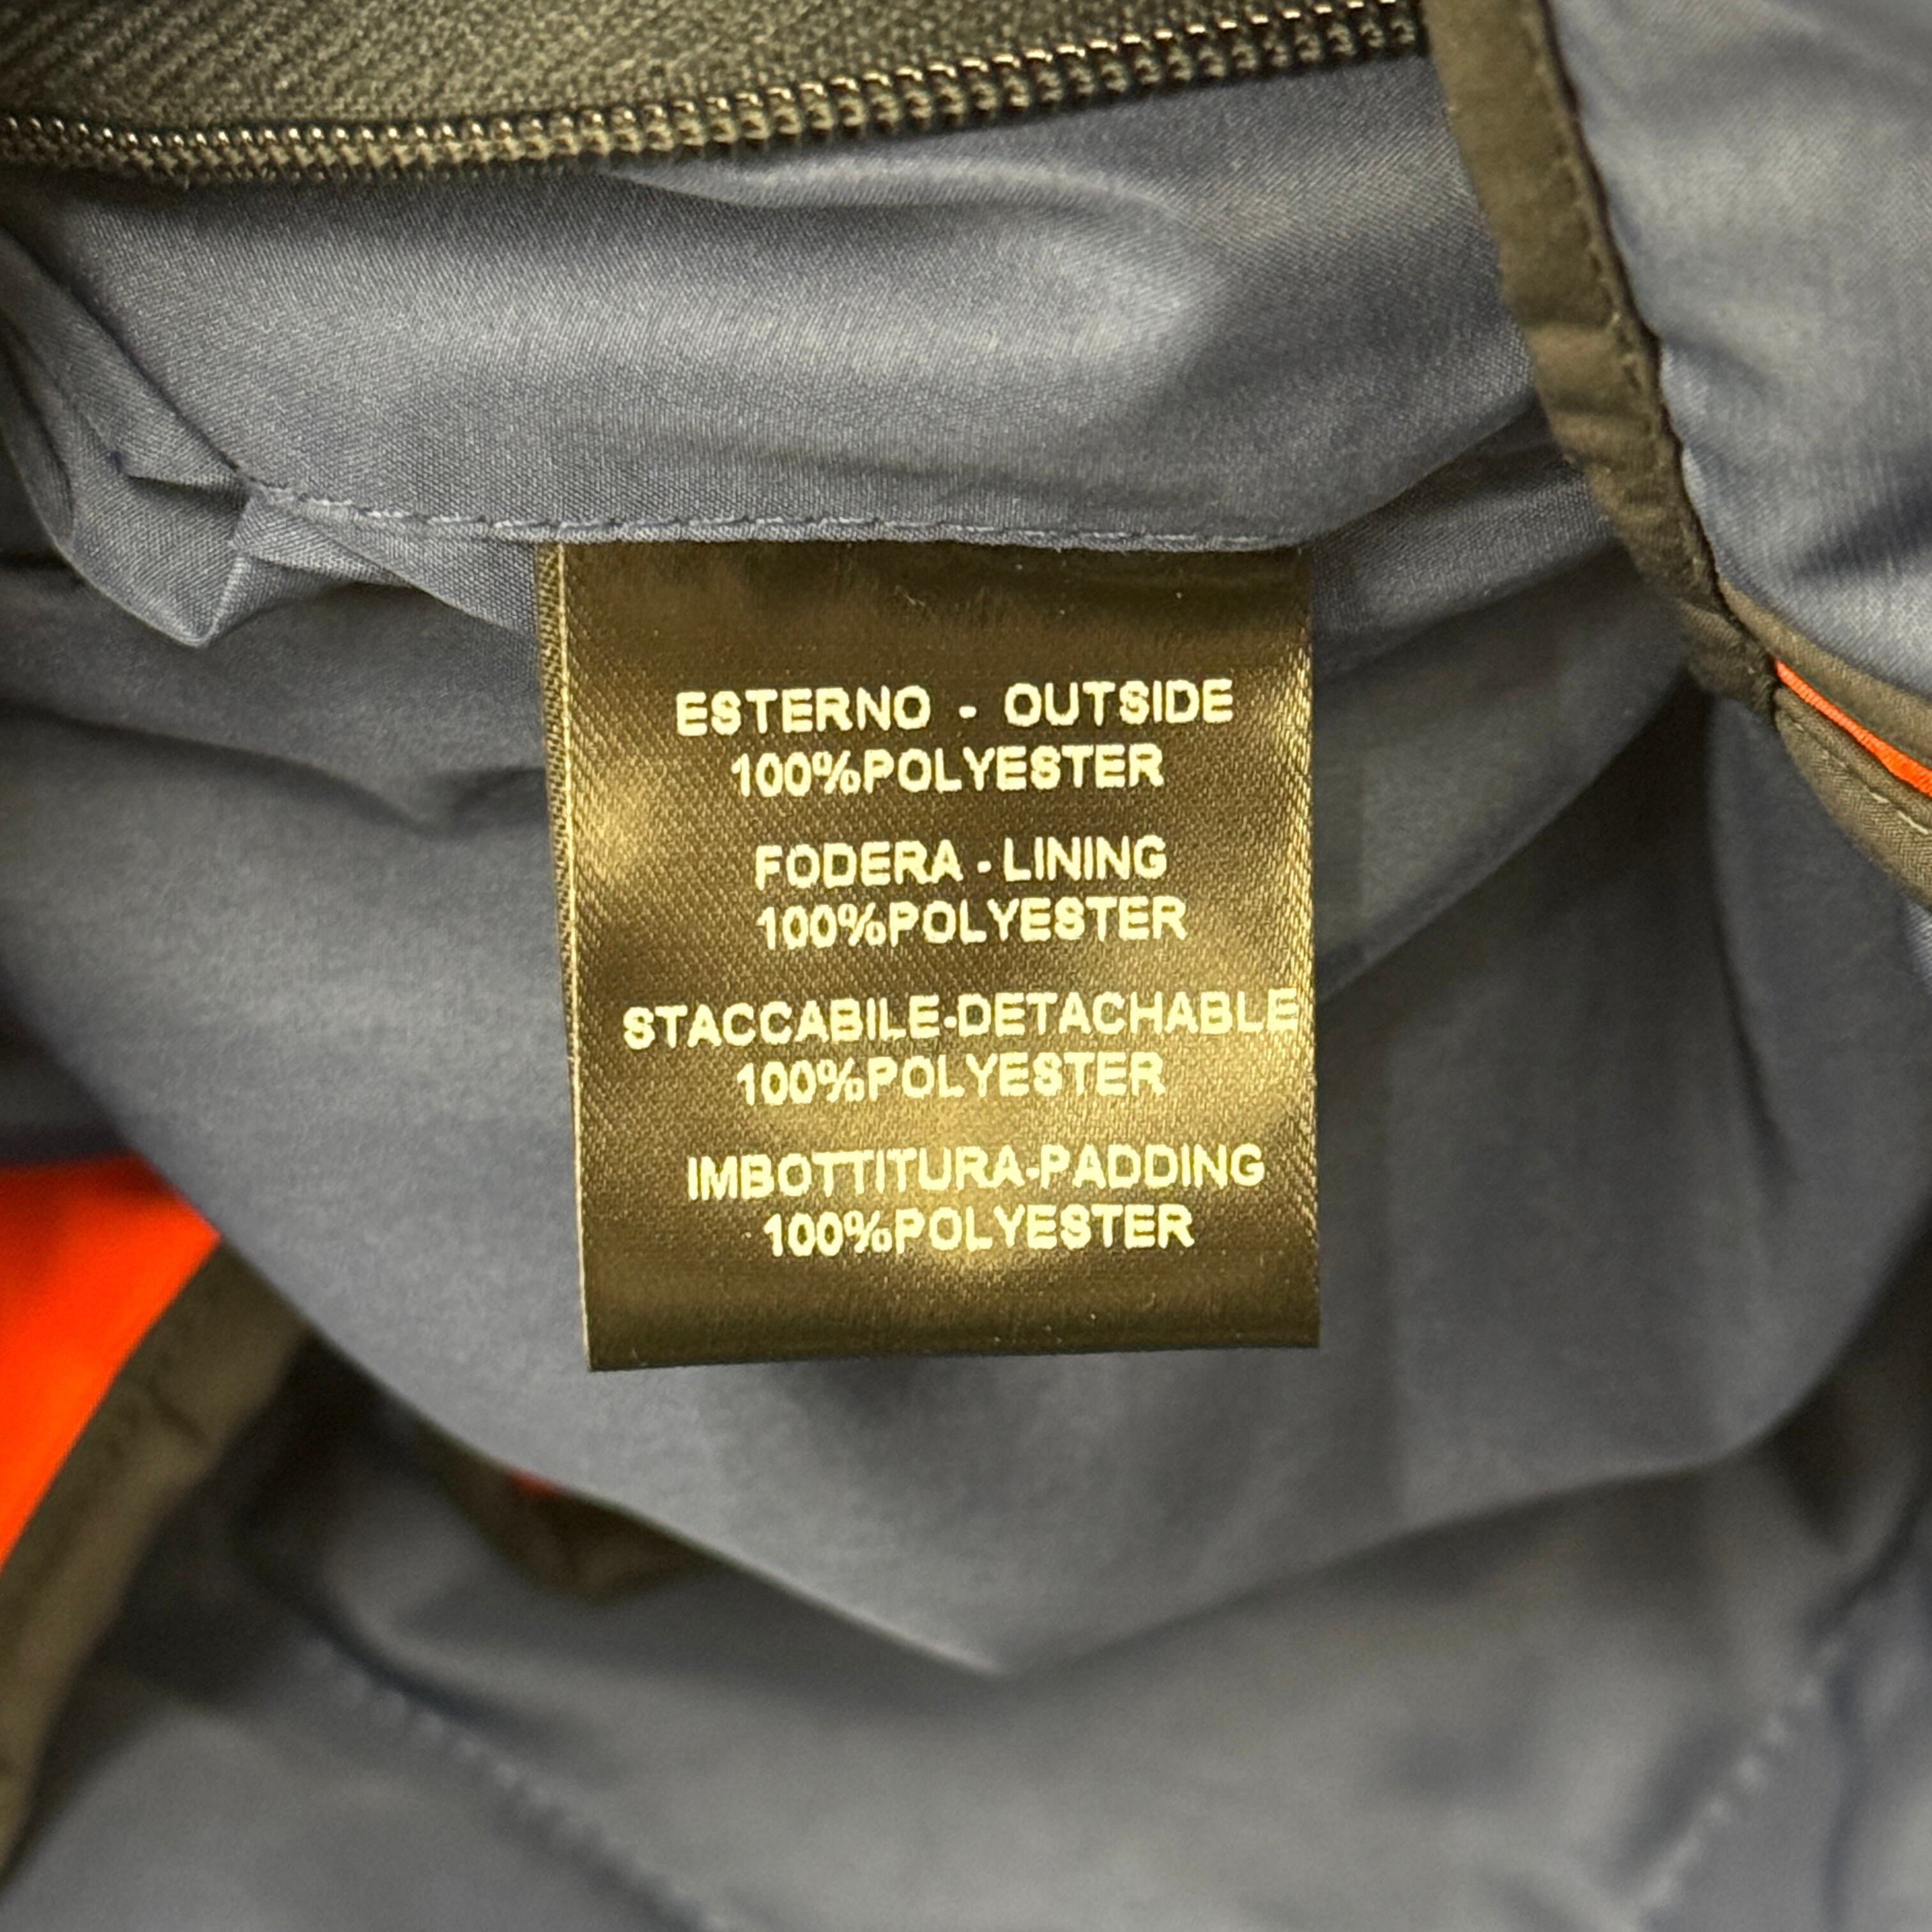 ESTERNO - OUTSIDE
100%POLYESTER
FODERA - LINING
100%POLYESTER
STACCABILE-DETACHABLE
100%POLYESTER
IMBOTTITURA-PADDING
100%POLYESTER